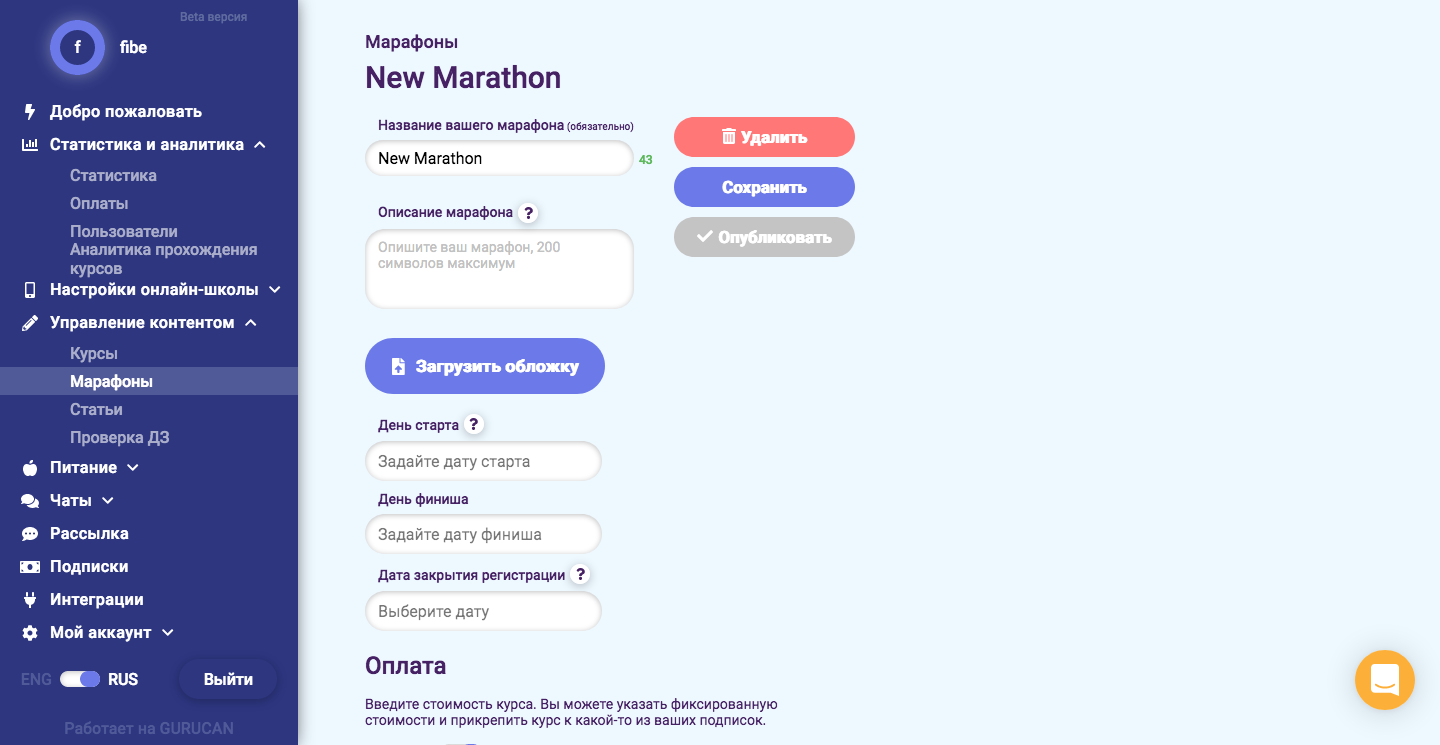 Beta версия
f
fibe
Добро пожаловать
Статистика и аналитика
Статистика
Оплаты
Пользователи
Аналитика прохождения
курсов
Настройки онлайн-школы
Управление контентом
Курсы
Марафоны
Статьи
Проверка ДЗ
Питание
Чаты
Рассылка
Подписки
Интеграции
Мой аккаунт
ENG RUS Выйти
Работает на GURUCAN
Марафоны
New Marathon
Название вашего марафона (обязательно)
New Marathon 43
Описание марафона ?
Опишите ваш марафон, 200
символов максимум
Удалить
Сохранить
Опубликовать
Загрузить обложку
День старта ?
Задайте дату старта
День финиша
Задайте дату финиша
Дата закрытия регистрации ?
Выберите дату
Оплата
Введите стоимость курса. Вы можете указать фиксированную
стоимости и прикрепить курс к какой-то из ваших подписок.